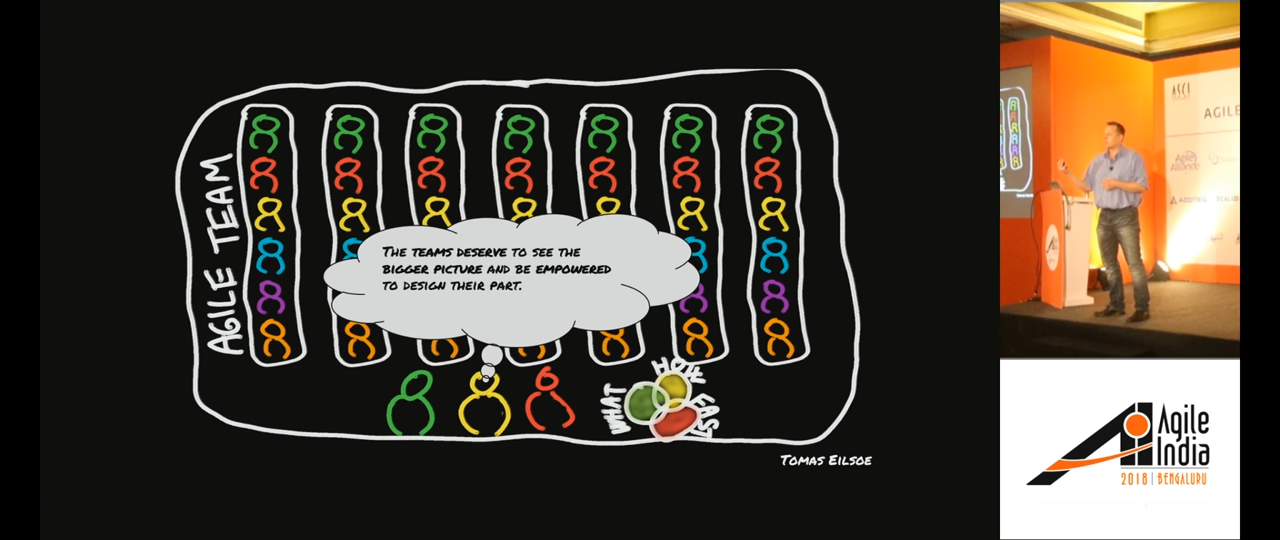 AGILE TEAM
THE TEAMS DESERVE TO SEE THE
BIGGER PICTURE AND BE EMPOWERED
TO DESIGN THEIR PART.
WHAT
HOW
FAST
TOMAS EILSOE
ASCI
AGILE
Agile
Alliance
Agile
India
2018 | BENGALURU